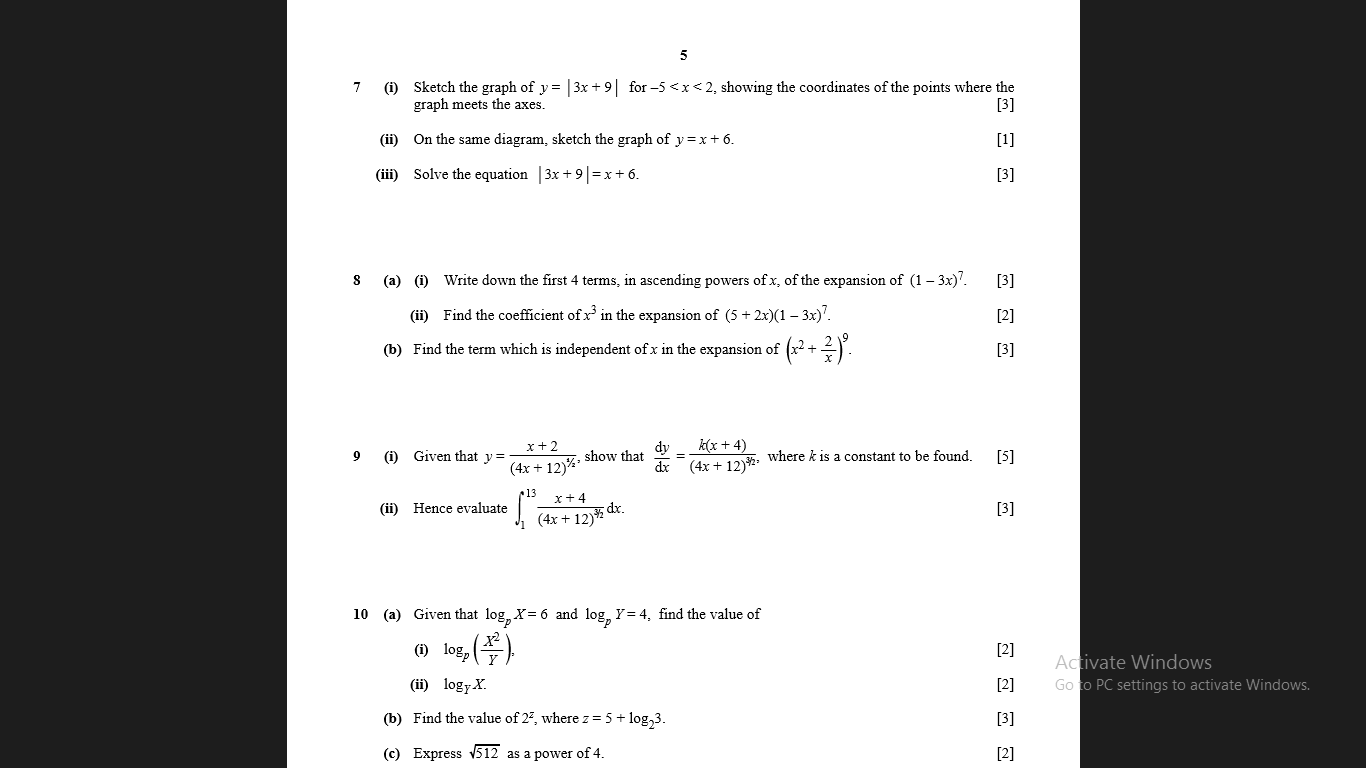 5
7 (i) Sketch the graph of y = |3x + 9| for –5 < x < 2, showing the coordinates of the points where the
graph meets the axes. [3]
(ii) On the same diagram, sketch the graph of y = x + 6. [1]
(iii) Solve the equation |3x + 9| = x + 6. [3]
8 (a) (i) Write down the first 4 terms, in ascending powers of x, of the expansion of (1 – 3x)⁷. [3]
(ii) Find the coefficient of x³ in the expansion of (5 + 2x)(1 – 3x)⁷. [2]
(b) Find the term which is independent of x in the expansion of (x² + 2/x)⁹. [3]
9 (i) Given that y = (x + 2)/(4x + 12)^½, show that dy/dx = k(x + 4)/(4x + 12)^3/2, where k is a constant to be found. [5]
(ii) Hence evaluate ∫₁¹³ (x + 4)/(4x + 12)^3/2 dx. [3]
10 (a) Given that logₚ X = 6 and logₚ Y = 4, find the value of
(i) logₚ (X²/Y), [2]
(ii) log_Y X. [2]
(b) Find the value of 2ᶻ, where z = 5 + log₂3. [3]
(c) Express √512 as a power of 4. [2]
Activate Windows
Go to PC settings to activate Windows.